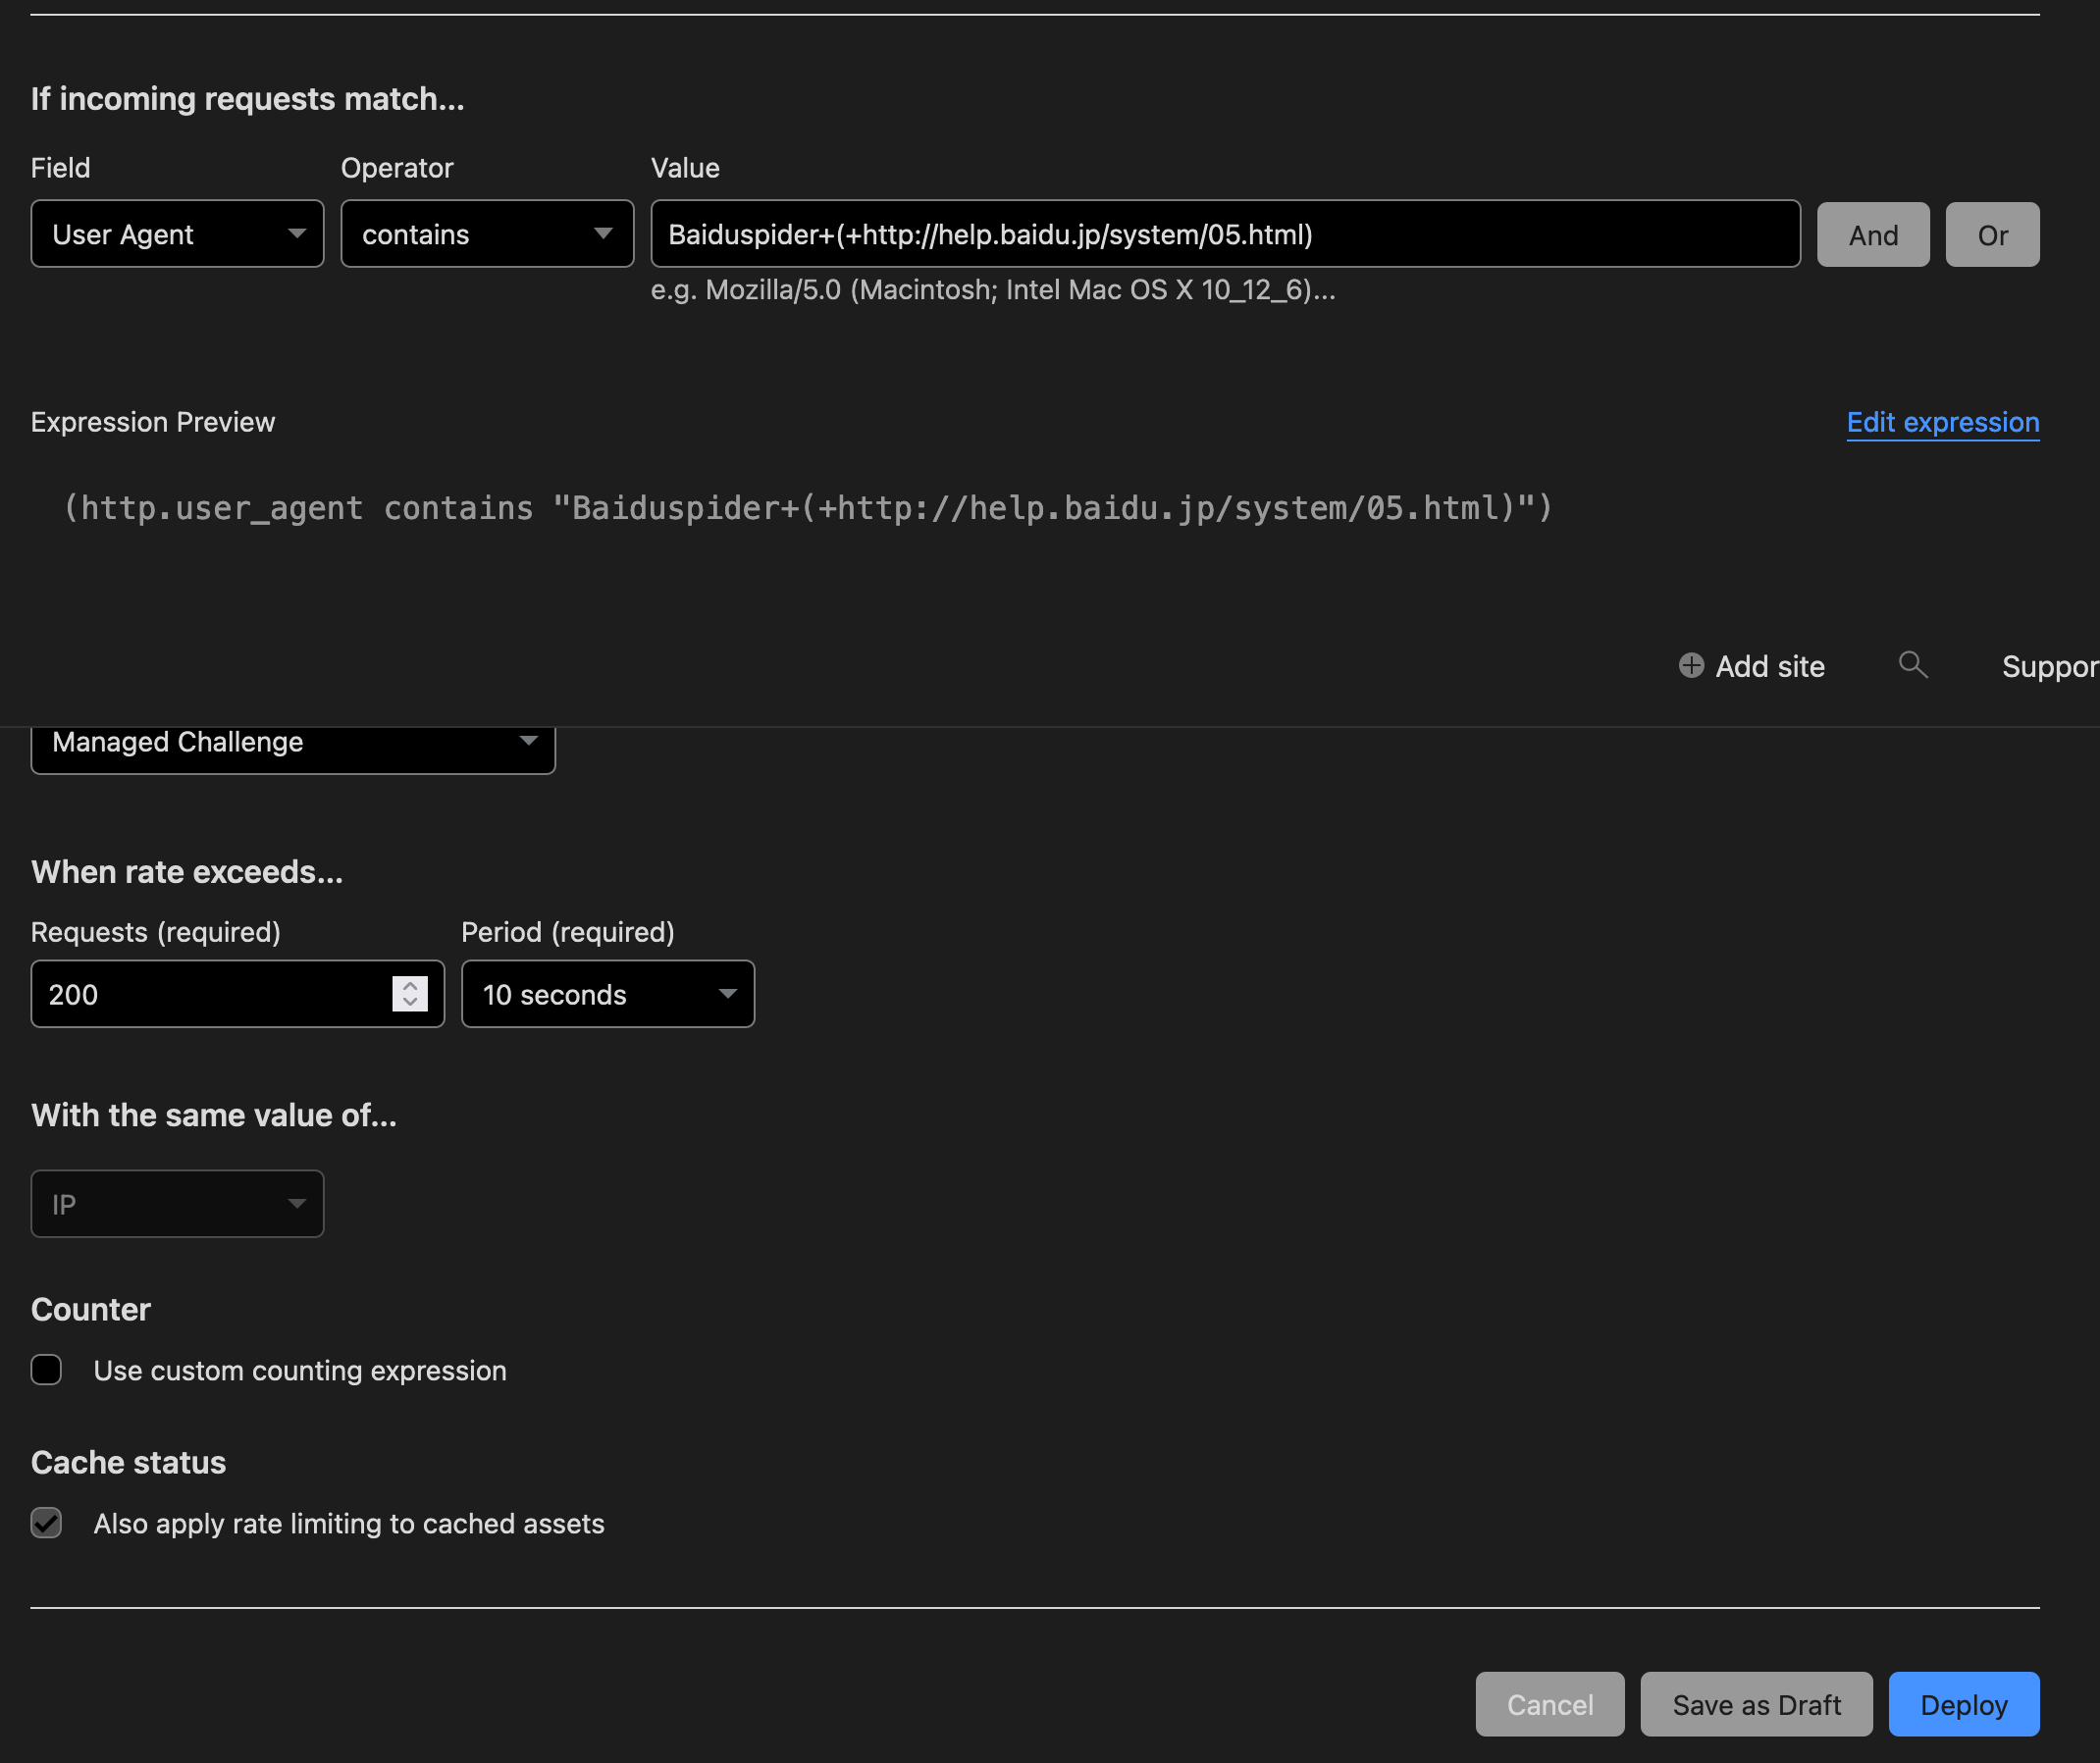 If incoming requests match...
Field Operator Value
User Agent contains Baiduspider+(+http://help.baidu.jp/system/05.html) And Or
e.g. Mozilla/5.0 (Macintosh; Intel Mac OS X 10_12_6)...
Expression Preview Edit expression
(http.user_agent contains "Baiduspider+(+http://help.baidu.jp/system/05.html)")
Add site Suppor
Managed Challenge
When rate exceeds...
Requests (required) Period (required)
200 10 seconds
With the same value of...
IP
Counter
Use custom counting expression
Cache status
Also apply rate limiting to cached assets
Cancel Save as Draft Deploy